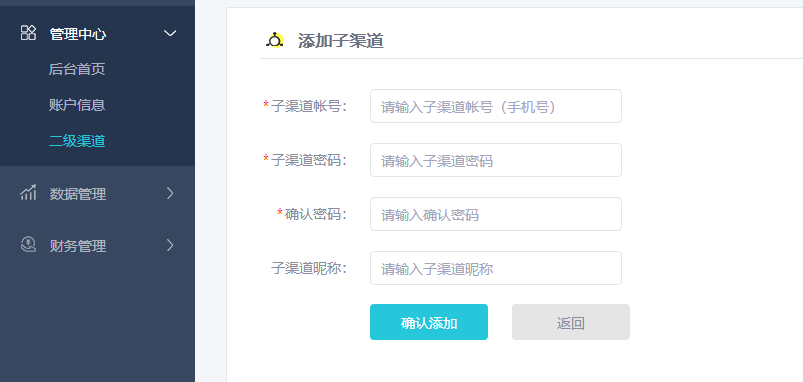 管理中心
后台首页
账户信息
二级渠道
数据管理
财务管理
添加子渠道
*子渠道帐号：
请输入子渠道帐号（手机号）
*子渠道密码：
请输入子渠道密码
*确认密码：
请输入确认密码
子渠道昵称：
请输入子渠道昵称
确认添加
返回